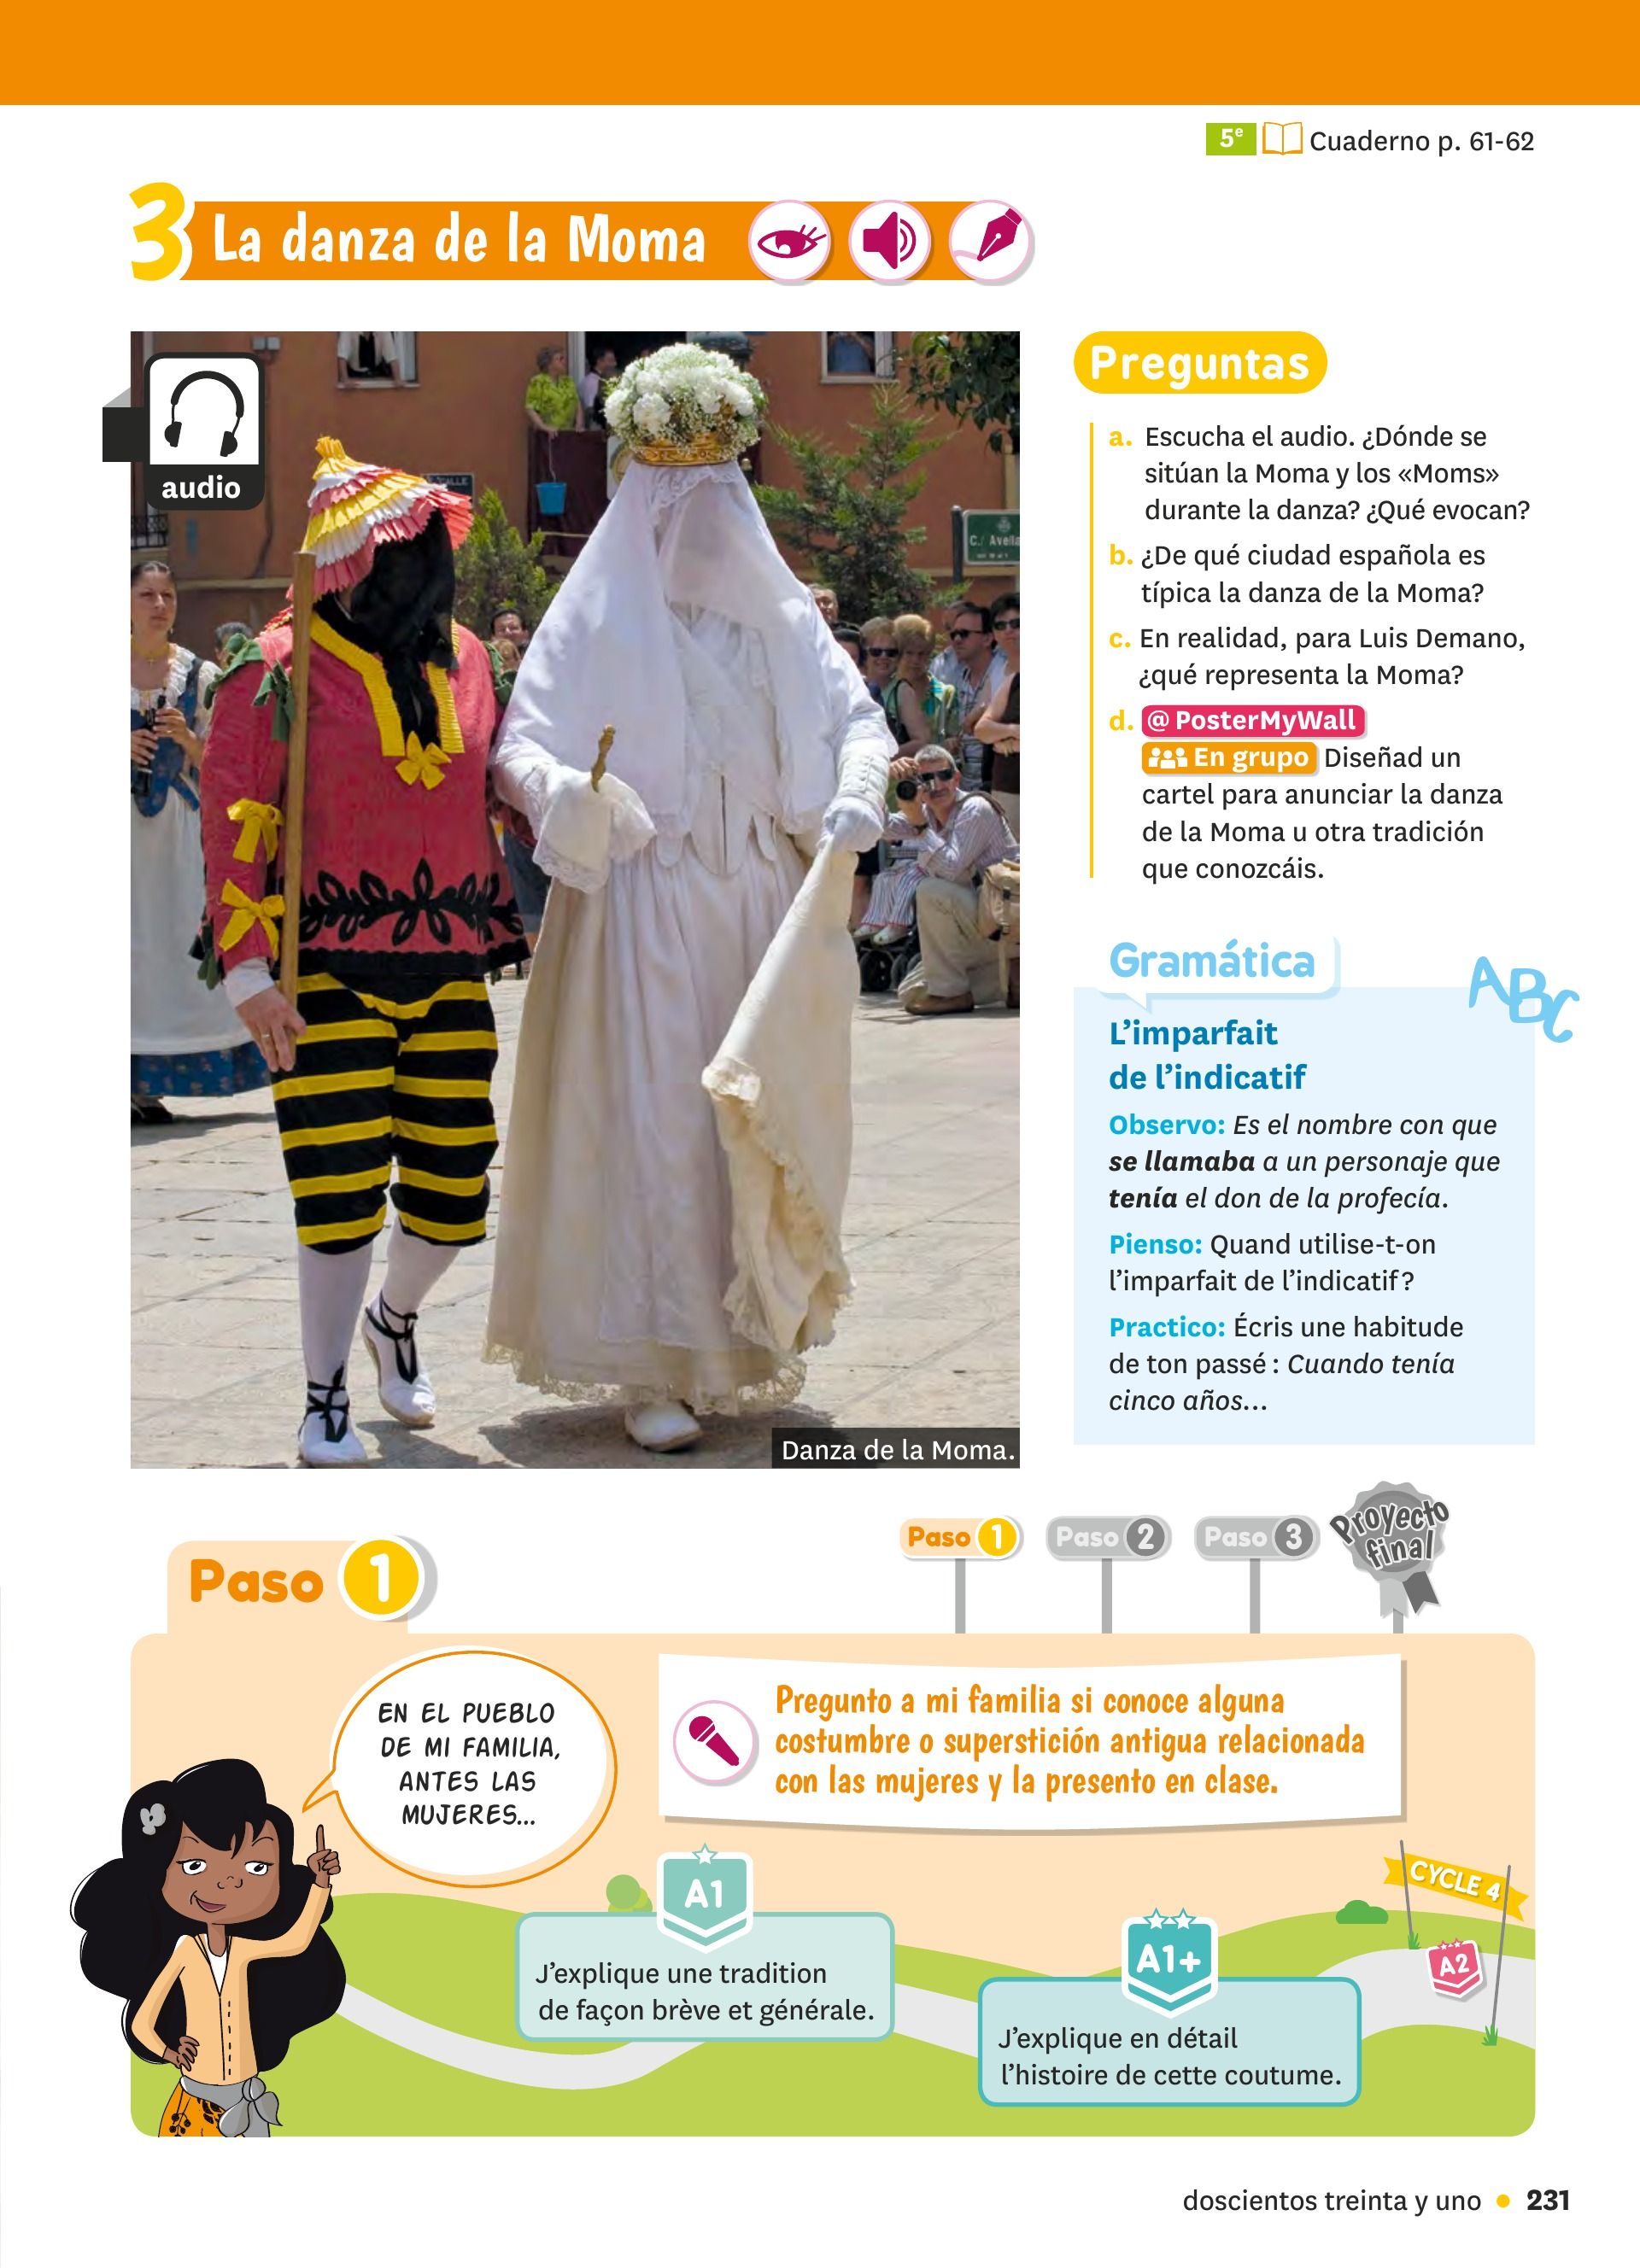 5e Cuaderno p. 61-62
3 La danza de la Moma
audio
CALLE
C/ Avella
Danza de la Moma.
Preguntas
a. Escucha el audio. ¿Dónde se
sitúan la Moma y los «Moms»
durante la danza? ¿Qué evocan?
b. ¿De qué ciudad española es
típica la danza de la Moma?
c. En realidad, para Luis Demano,
¿qué representa la Moma?
d. @ PosterMyWall
En grupo Diseñad un
cartel para anunciar la danza
de la Moma u otra tradición
que conozcáis.
Gramática
ABC
L'imparfait
de l'indicatif
Observo: Es el nombre con que
se llamaba a un personaje que
tenía el don de la profecía.
Pienso: Quand utilise-t-on
l'imparfait de l'indicatif ?
Practico: Écris une habitude
de ton passé : Cuando tenía
cinco años...
Paso 1
Paso 1 Paso 2 Paso 3 Proyecto
final
EN EL PUEBLO
DE MI FAMILIA,
ANTES LAS
MUJERES...
Pregunto a mi familia si conoce alguna
costumbre o superstición antigua relacionada
con las mujeres y la presento en clase.
A1
J'explique une tradition
de façon brève et générale.
A1+
J'explique en détail
l'histoire de cette coutume.
CYCLE 4
A2
doscientos treinta y uno • 231